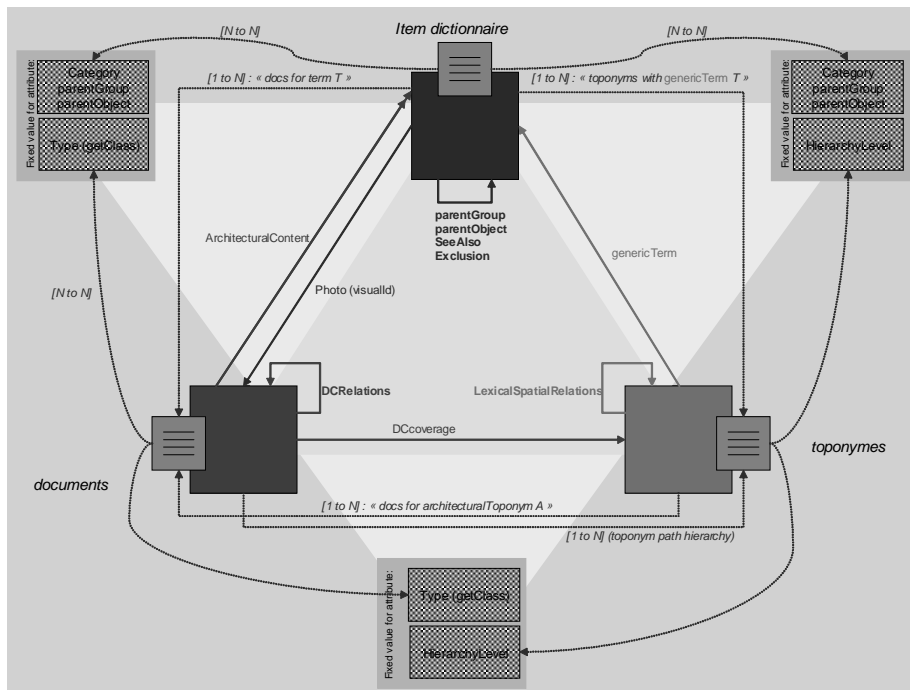 Item dictionnaire
[N to N]
[N to N]
Fixed value for attribute:
Category
parentGroup
parentObject
Type (getClass)
[1 to N] : « docs for term T »
[1 to N] : « toponyms with genericTerm T »
Fixed value for attribute:
Category
parentGroup
parentObject
HierarchyLevel
parentGroup
parentObject
SeeAlso
Exclusion
ArchitecturalContent
genericTerm
Photo (visualId)
[N to N]
DCRelations
LexicalSpatialRelations
DCcoverage
toponymes
documents
[1 to N] : « docs for architecturalToponym A »
[1 to N] (toponym path hierarchy)
Fixed value for attribute:
Type (getClass)
HierarchyLevel